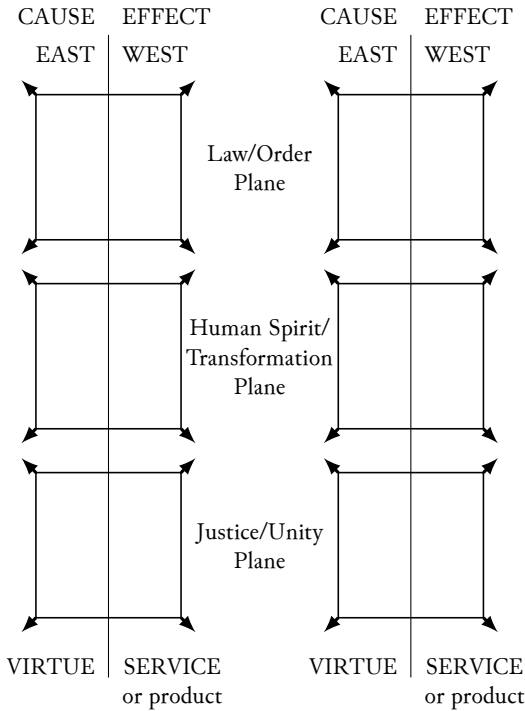 CAUSE EFFECT CAUSE EFFECT
EAST WEST EAST WEST
Law/Order
Plane
Human Spirit/
Transformation
Plane
Justice/Unity
Plane
VIRTUE SERVICE VIRTUE SERVICE
or product or product